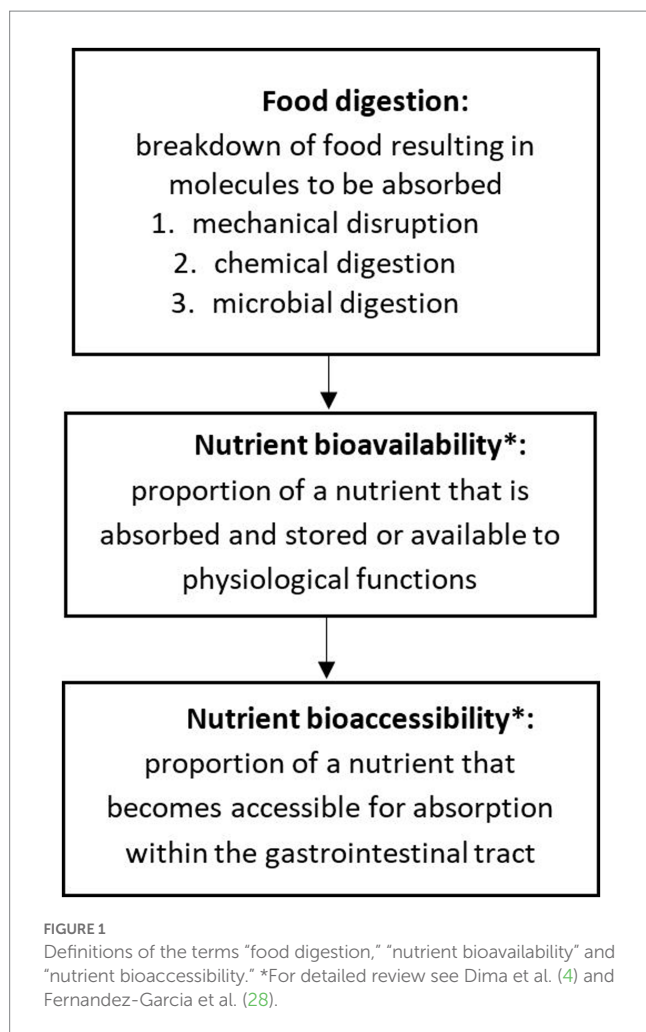 Food digestion:
breakdown of food resulting in
molecules to be absorbed
1. mechanical disruption
2. chemical digestion
3. microbial digestion
Nutrient bioavailability*:
proportion of a nutrient that is
absorbed and stored or available to
physiological functions
Nutrient bioaccessibility*:
proportion of a nutrient that
becomes accessible for absorption
within the gastrointestinal tract
FIGURE 1
Definitions of the terms “food digestion,” “nutrient bioavailability” and
“nutrient bioaccessibility.” *For detailed review see Dima et al. (4) and
Fernandez-Garcia et al. (28).